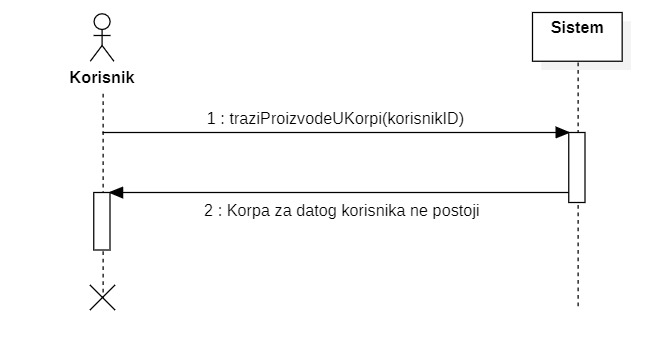 Sistem
Korisnik
1 : traziProizvodeUKorpi(korisnikID)
2 : Korpa za datog korisnika ne postoji